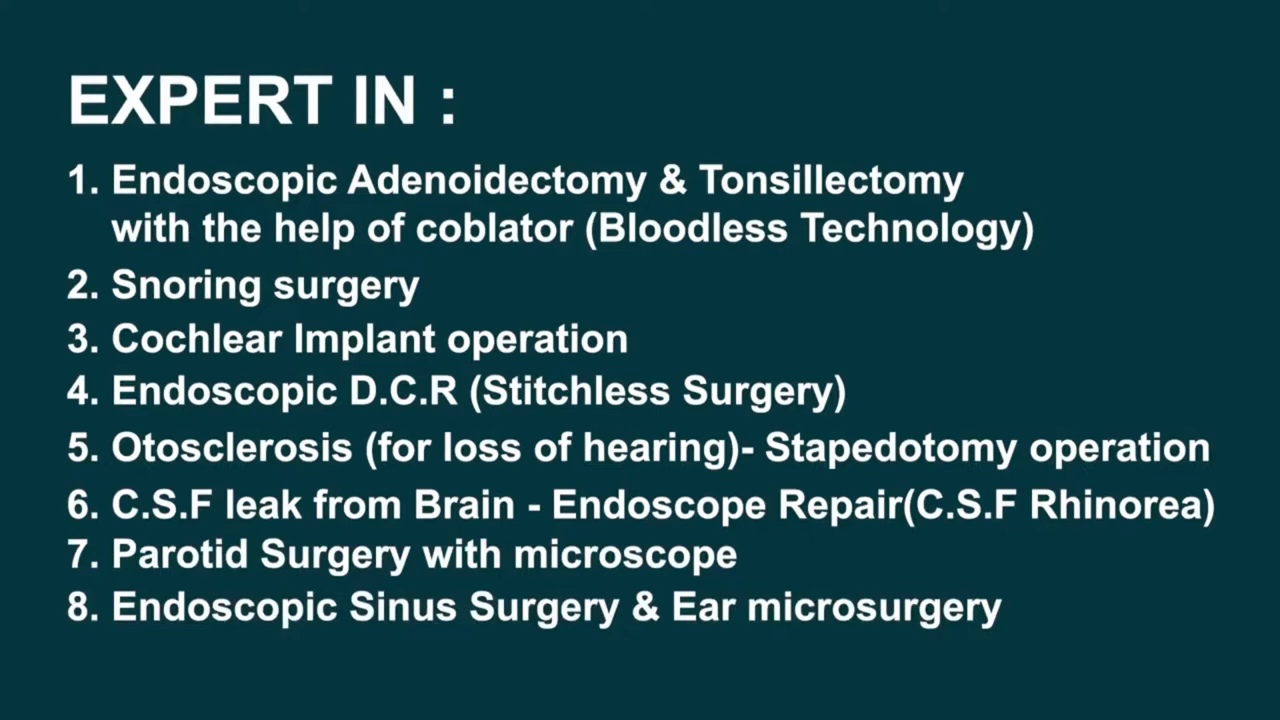 EXPERT IN :
1. Endoscopic Adenoidectomy & Tonsillectomy
with the help of coblator (Bloodless Technology)
2. Snoring surgery
3. Cochlear Implant operation
4. Endoscopic D.C.R (Stitchless Surgery)
5. Otosclerosis (for loss of hearing)- Stapedotomy operation
6. C.S.F leak from Brain - Endoscope Repair(C.S.F Rhinorea)
7. Parotid Surgery with microscope
8. Endoscopic Sinus Surgery & Ear microsurgery